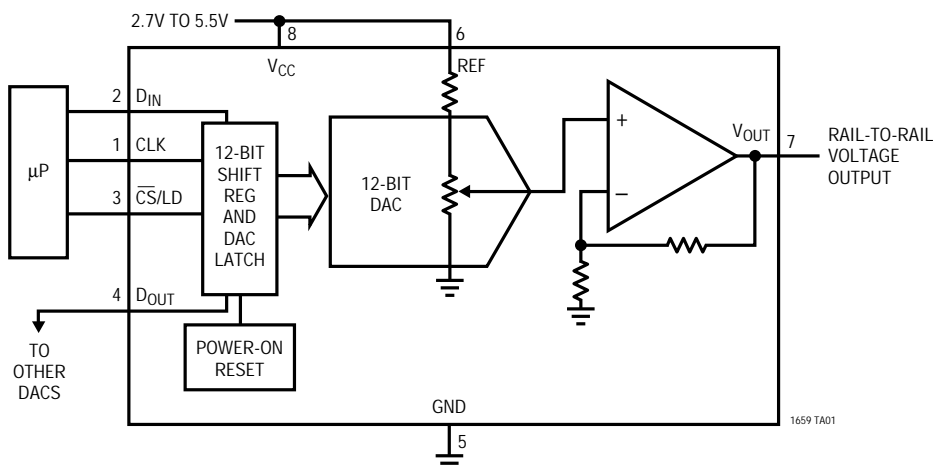 2.7V TO 5.5V
8
6
VCC
REF
2
DIN
1
CLK
3
CS/LD
µP
12-BIT
SHIFT
REG
AND
DAC
LATCH
12-BIT
DAC
+
–
VOUT
7
RAIL-TO-RAIL
VOLTAGE
OUTPUT
4
DOUT
TO
OTHER
DACS
POWER-ON
RESET
GND
5
1659 TA01